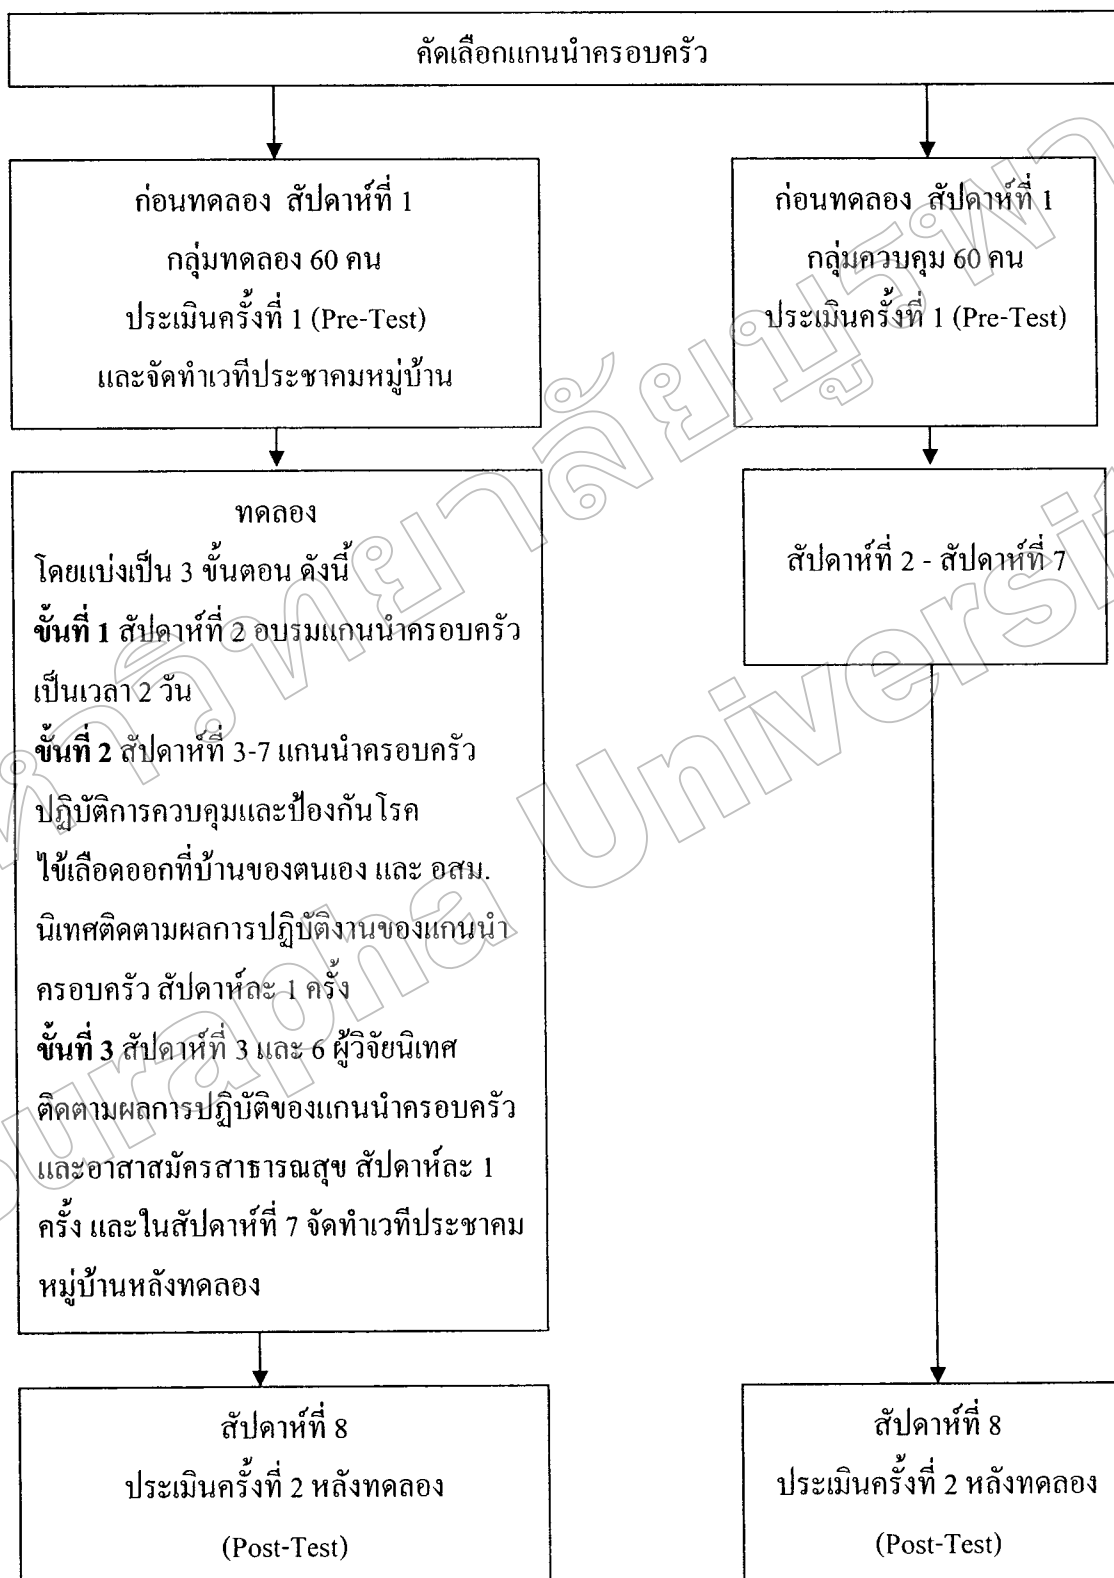 คัดเลือกแกนนำครอบครัว
ก่อนทดลอง สัปดาห์ที่ 1
กลุ่มทดลอง 60 คน
ประเมินครั้งที่ 1 (Pre-Test)
และจัดทำเวทีประชาคมหมู่บ้าน
ก่อนทดลอง สัปดาห์ที่ 1
กลุ่มควบคุม 60 คน
ประเมินครั้งที่ 1 (Pre-Test)
ทดลอง
โดยแบ่งเป็น 3 ขั้นตอน ดังนี้
ขั้นที่ 1 สัปดาห์ที่ 2 อบรมแกนนำครอบครัว
เป็นเวลา 2 วัน
ขั้นที่ 2 สัปดาห์ที่ 3-7 แกนนำครอบครัว
ปฏิบัติการควบคุมและป้องกันโรค
ไข้เลือดออกที่บ้านของตนเอง และ อสม.
นิเทศติดตามผลการปฏิบัติงานของแกนนำ
ครอบครัว สัปดาห์ละ 1 ครั้ง
ขั้นที่ 3 สัปดาห์ที่ 3 และ 6 ผู้วิจัยนิเทศ
ติดตามผลการปฏิบัติของแกนนำครอบครัว
และอาสาสมัครสาธารณสุข สัปดาห์ละ 1
ครั้ง และในสัปดาห์ที่ 7 จัดทำเวทีประชาคม
หมู่บ้านหลังทดลอง
สัปดาห์ที่ 2 - สัปดาห์ที่ 7
สัปดาห์ที่ 8
ประเมินครั้งที่ 2 หลังทดลอง
(Post-Test)
สัปดาห์ที่ 8
ประเมินครั้งที่ 2 หลังทดลอง
(Post-Test)
Burapha University